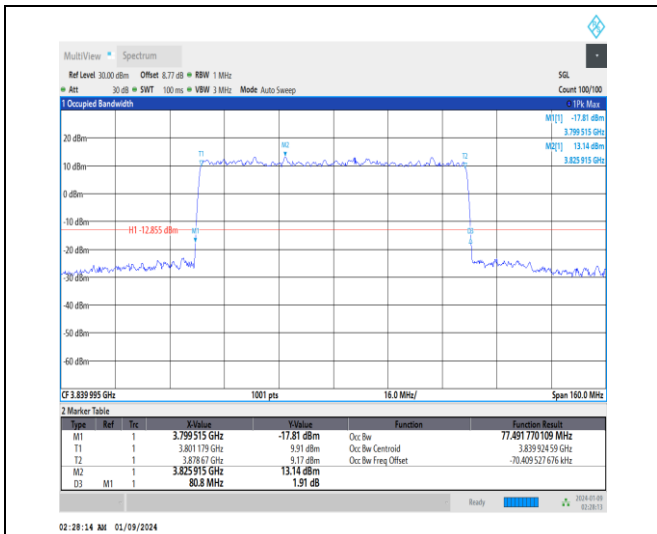 MultiView Spectrum
Ref Level 30.00 dBm Offset 8.77 dB RBW 1 MHz SGL
Att 30 dB SWT 100 ms VBW 3 MHz Mode Auto Sweep Count 100/100
1 Occupied Bandwidth 1Pk Max
M1[1] -17.81 dBm
3.799 515 GHz
M2[1] 13.14 dBm
3.825 915 GHz
20 dBm
M2
T1
T2
10 dBm
0 dBm
-10 dBm
H1 -12.855 dBm
M1
D3
-20 dBm
-30 dBm
-40 dBm
-50 dBm
-60 dBm
CF 3.839 995 GHz 1001 pts 16.0 MHz/ Span 160.0 MHz
2 Marker Table
Type Ref Trc X-Value Y-Value Function Function Result
M1 1 3.799 515 GHz -17.81 dBm Occ Bw 77.491 770 109 MHz
T1 1 3.801 179 GHz 9.91 dBm Occ Bw Centroid 3.839 924 59 GHz
T2 1 3.878 67 GHz 9.17 dBm Occ Bw Freq Offset -70.409 527 676 kHz
M2 1 3.825 915 GHz 13.14 dBm
D3 M1 1 80.8 MHz 1.91 dB
Ready 2024-01-09
02:28:13
02:28:14 AM 01/09/2024